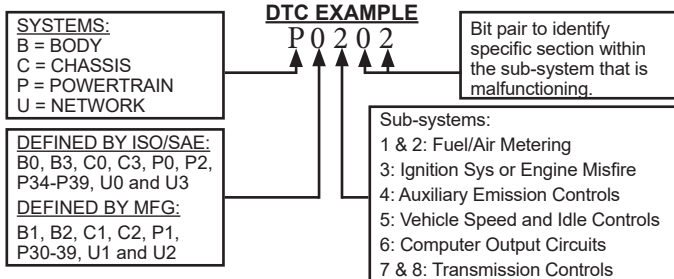 DTC EXAMPLE
P0202
SYSTEMS:
B = BODY
C = CHASSIS
P = POWERTRAIN
U = NETWORK
DEFINED BY ISO/SAE:
B0, B3, C0, C3, P0, P2,
P34-P39, U0 and U3
DEFINED BY MFG:
B1, B2, C1, C2, P1,
P30-39, U1 and U2
Bit pair to identify
specific section within
the sub-system that is
malfunctioning.
Sub-systems:
1 & 2: Fuel/Air Metering
3: Ignition Sys or Engine Misfire
4: Auxiliary Emission Controls
5: Vehicle Speed and Idle Controls
6: Computer Output Circuits
7 & 8: Transmission Controls